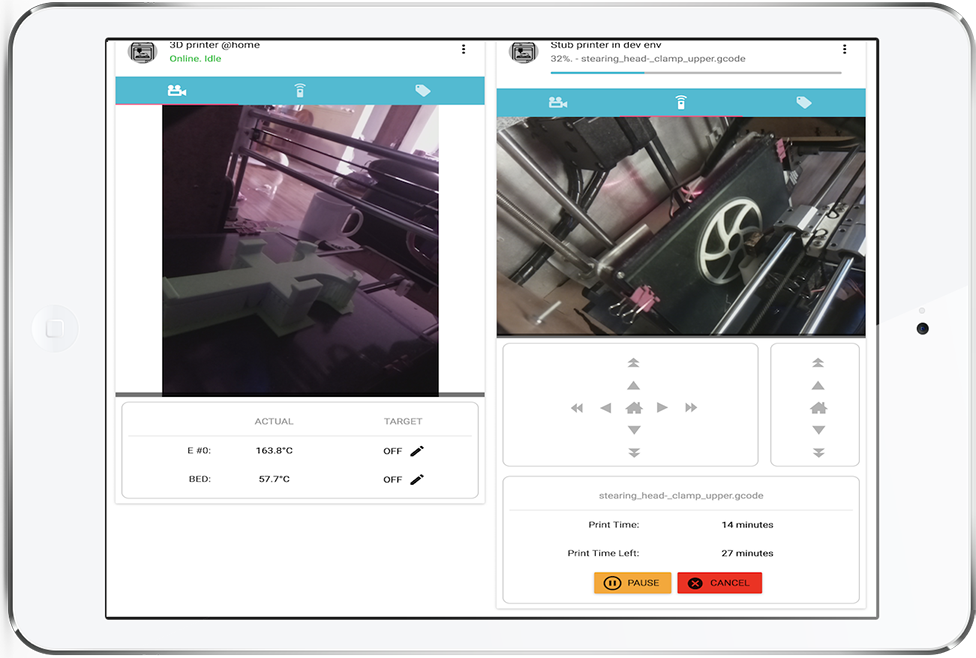 3D printer @home
Online. Idle
ACTUAL TARGET
E #0: 163.8°C OFF
BED: 57.7°C OFF
Stub printer in dev env
32%. - stearing_head-_clamp_upper.gcode
stearing_head-_clamp_upper.gcode
Print Time: 14 minutes
Print Time Left: 27 minutes
PAUSE CANCEL